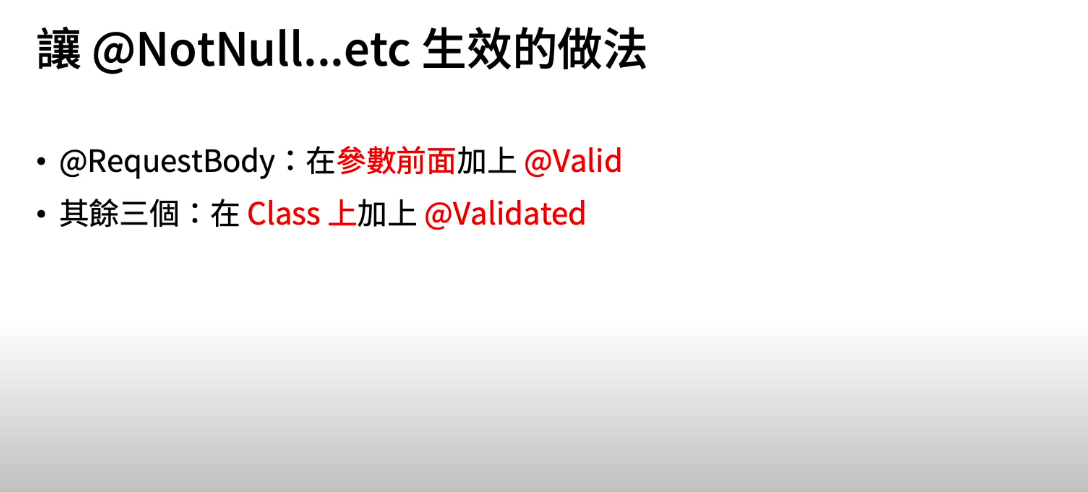 讓 @NotNull...etc 生效的做法
• @RequestBody：在參數前面加上 @Valid
• 其餘三個：在 Class 上加上 @Validated